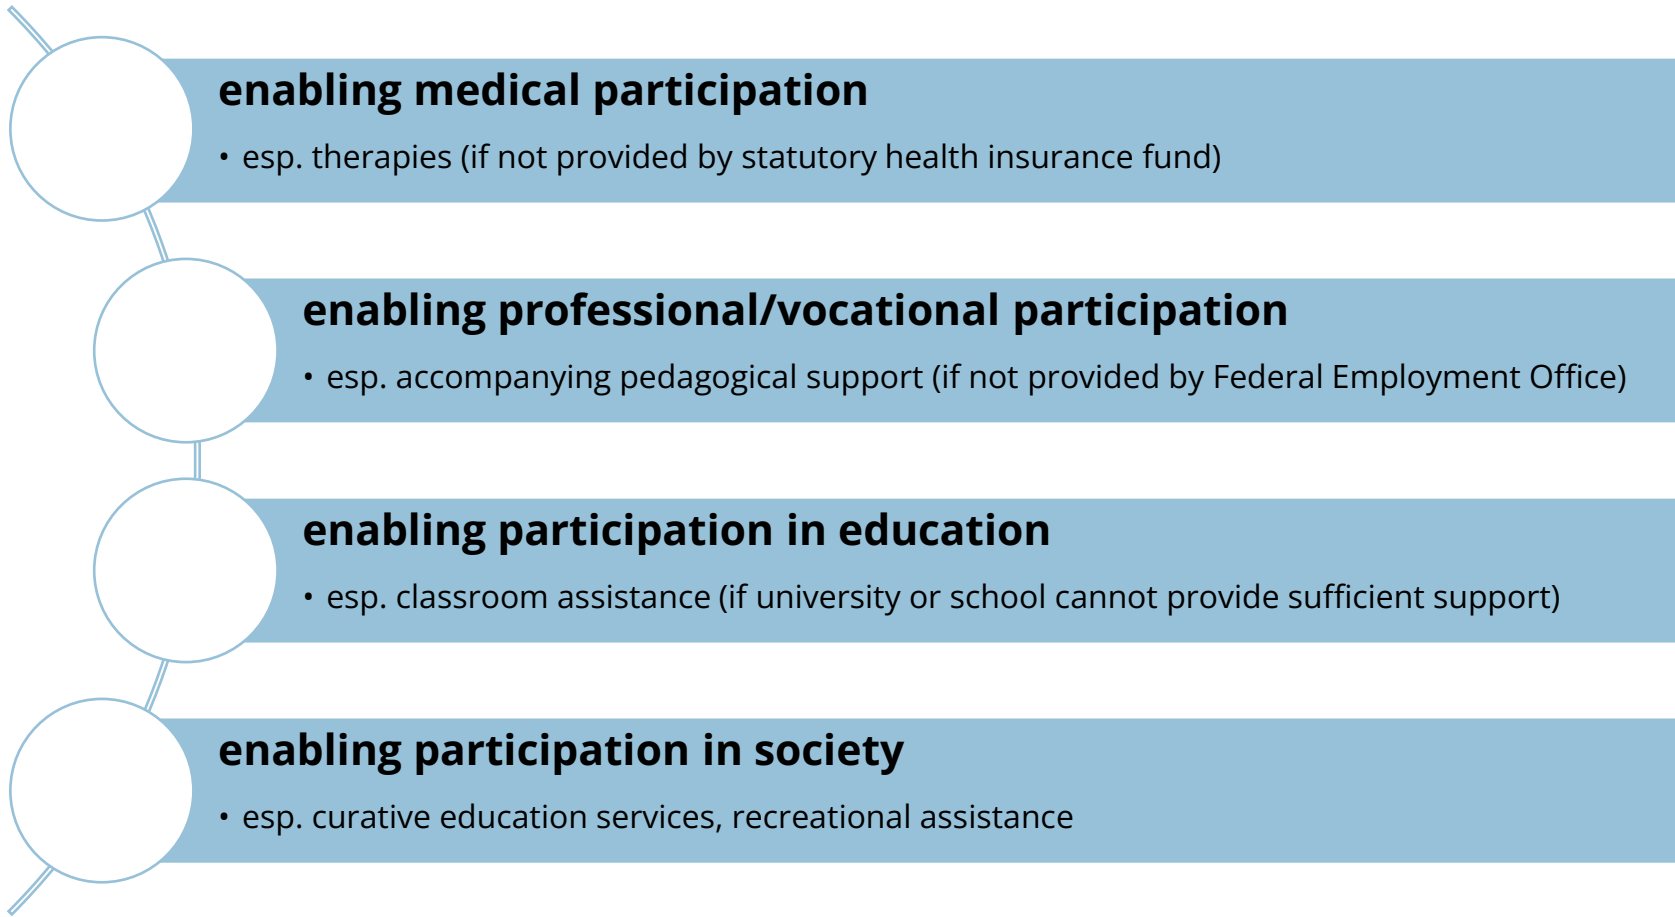 enabling medical participation
• esp. therapies (if not provided by statutory health insurance fund)
enabling professional/vocational participation
• esp. accompanying pedagogical support (if not provided by Federal Employment Office)
enabling participation in education
• esp. classroom assistance (if university or school cannot provide sufficient support)
enabling participation in society
• esp. curative education services, recreational assistance